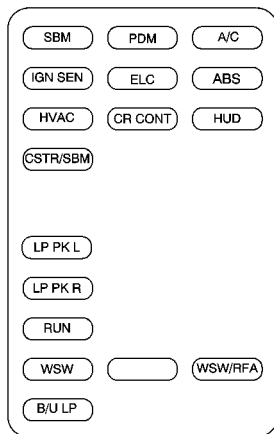 SBM PDM A/C
IGN SEN ELC ABS
HVAC CR CONT HUD
CSTR/SBM
LP PK L
LP PK R
RUN
WSW WSW/RFA
B/U LP